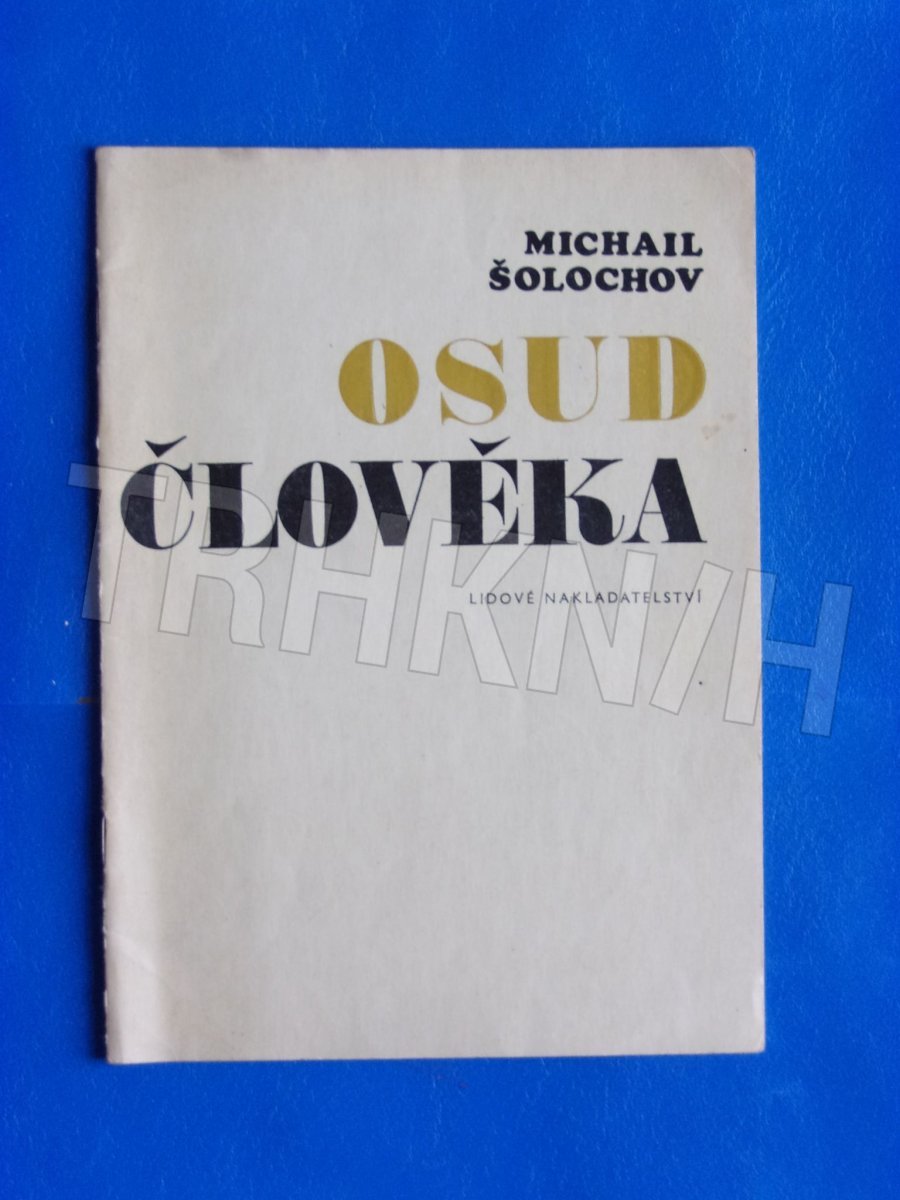 MICHAIL
ŠOLOCHOV
OSUD
ČLOVĚKA
LIDOVÉ NAKLADATELSTVÍ
TRHKNIH